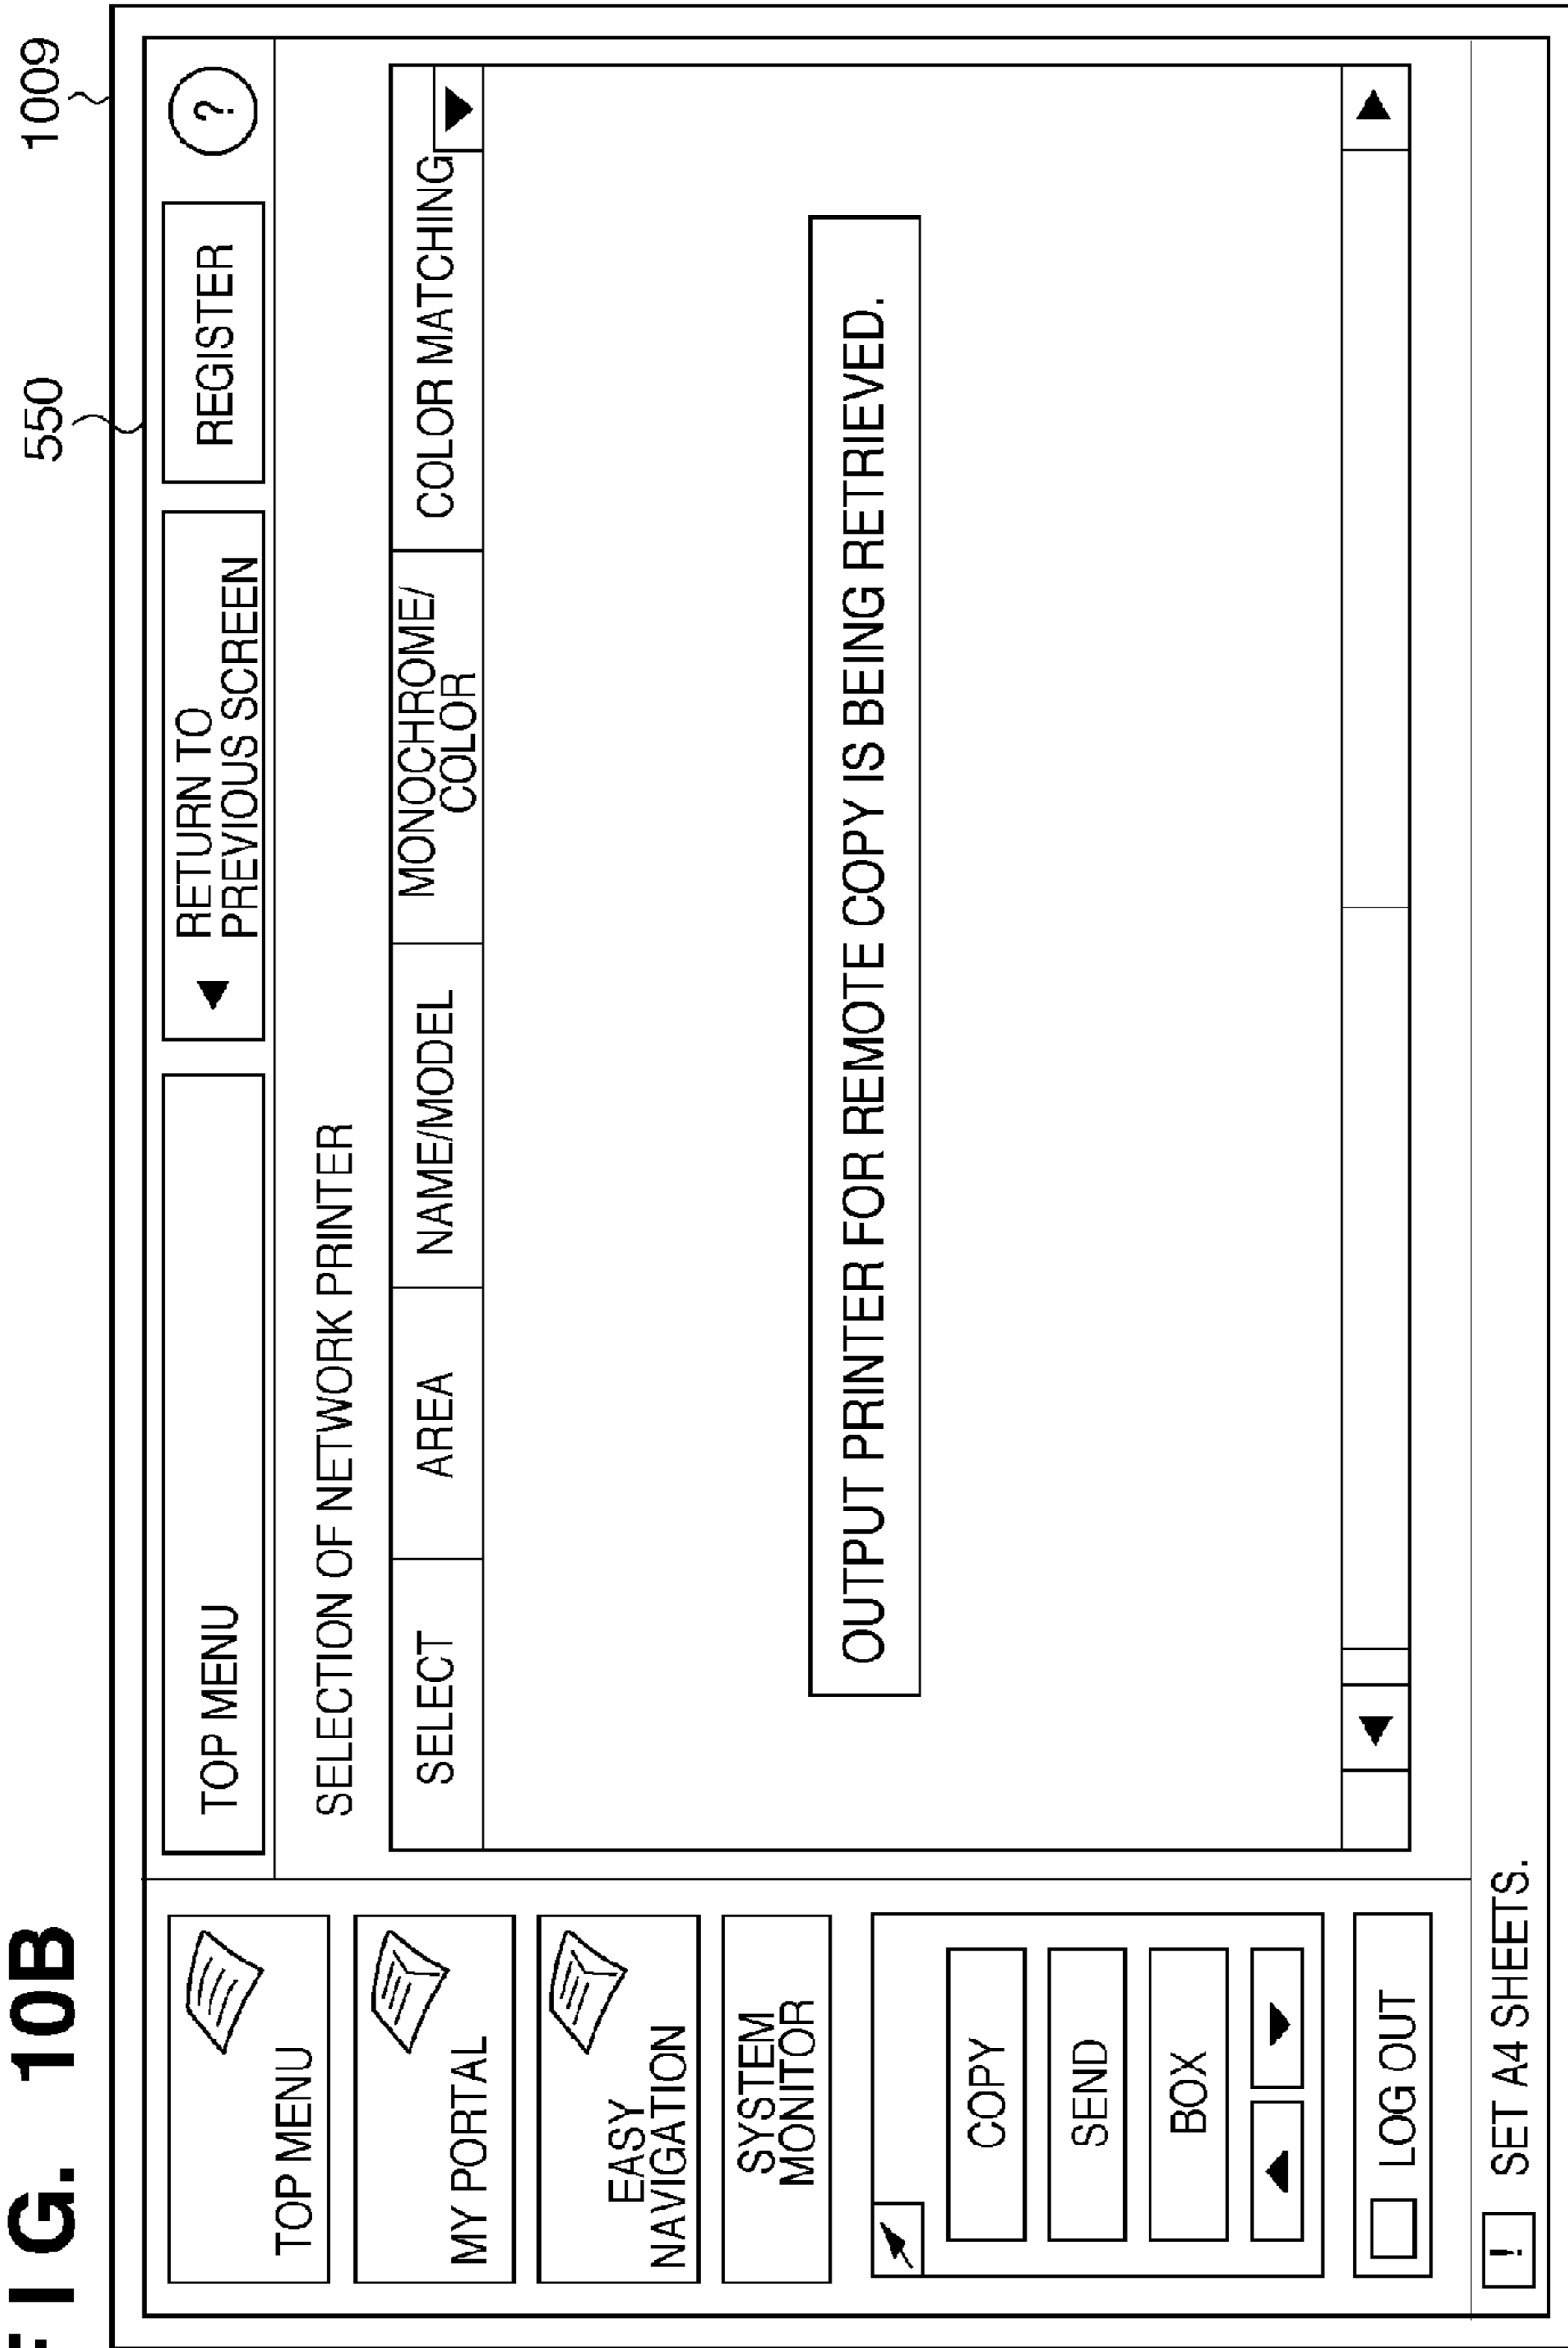 FIG. 10B
550
1009
TOP MENU
MY PORTAL
EASY
NAVIGATION
SYSTEM
MONITOR
COPY
SEND
BOX
LOG OUT
TOP MENU
RETURN TO
PREVIOUS SCREEN
REGISTER
?
SELECTION OF NETWORK PRINTER
SELECT
AREA
NAME/MODEL
MONOCHROME/
COLOR
COLOR MATCHING
OUTPUT PRINTER FOR REMOTE COPY IS BEING RETRIEVED.
! SET A4 SHEETS.